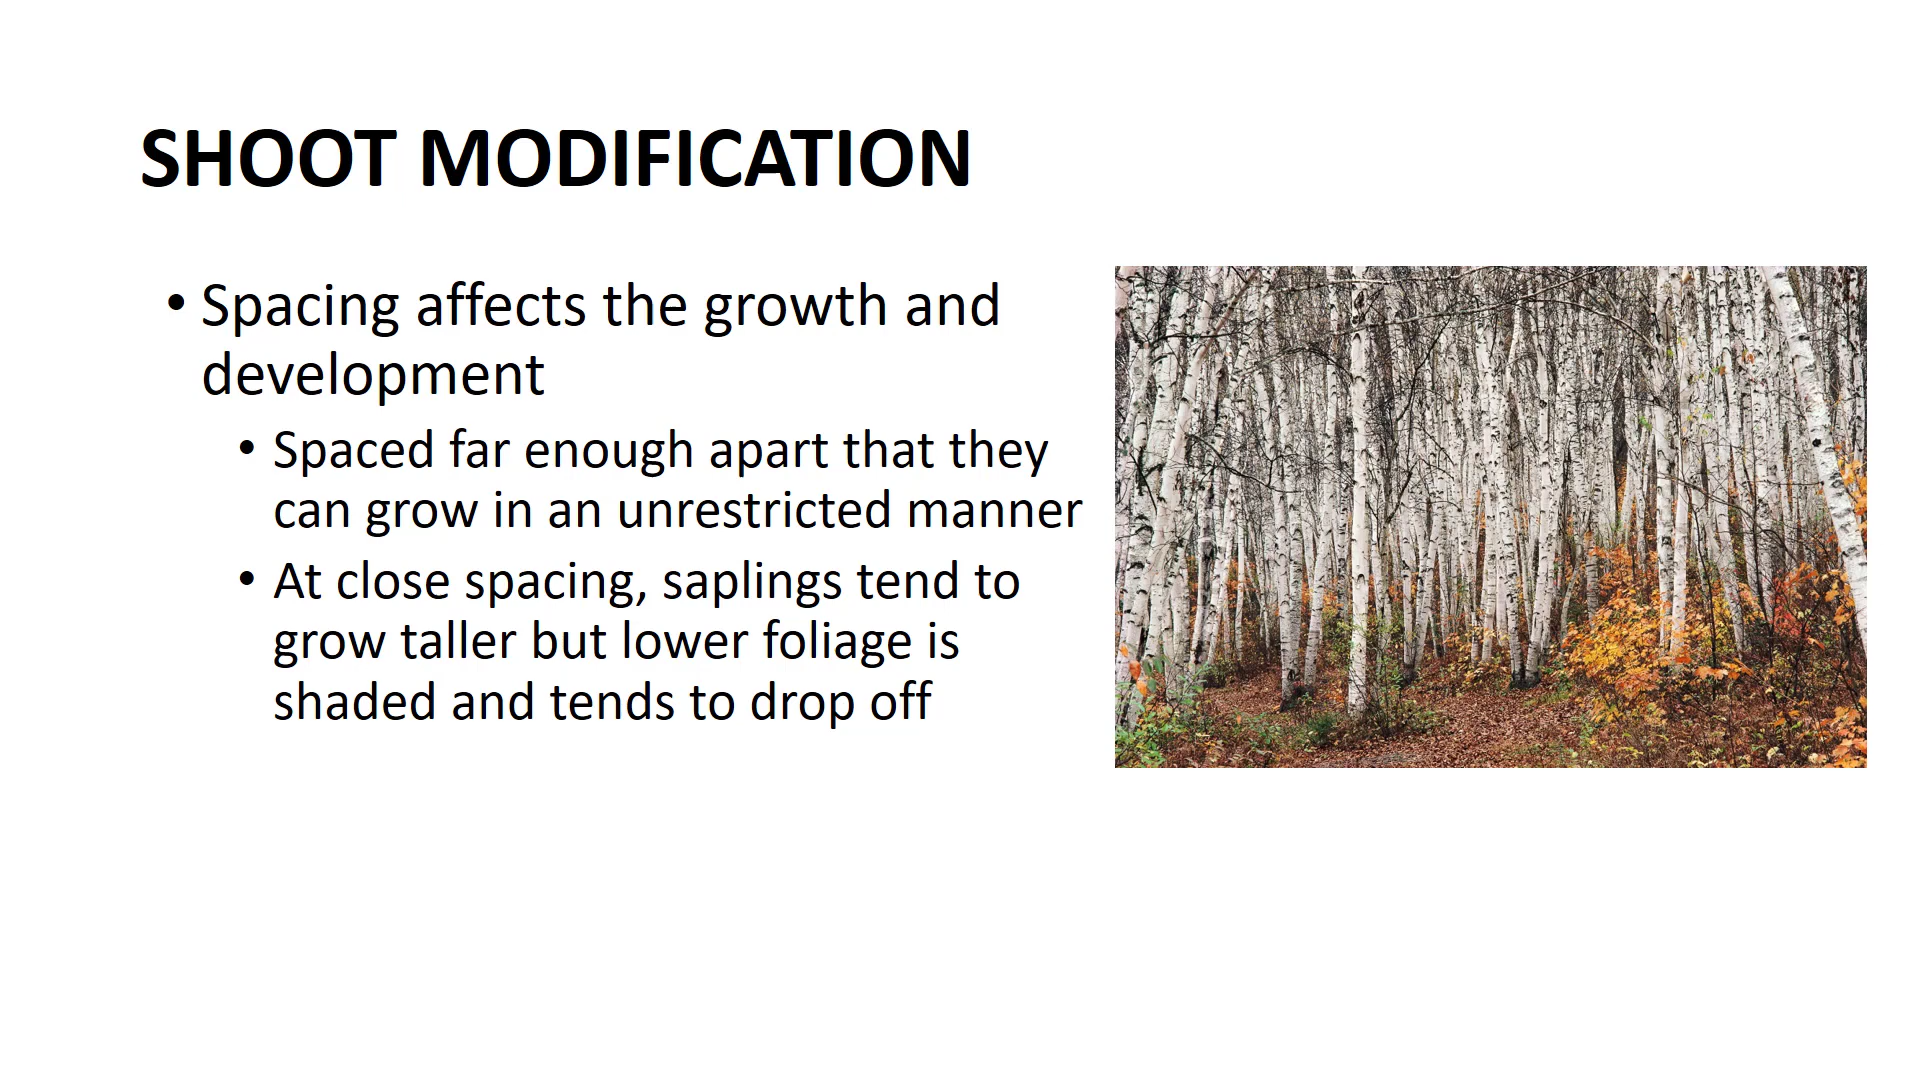 SHOOT MODIFICATION
• Spacing affects the growth and
development
• Spaced far enough apart that they
can grow in an unrestricted manner
• At close spacing, saplings tend to
grow taller but lower foliage is
shaded and tends to drop off